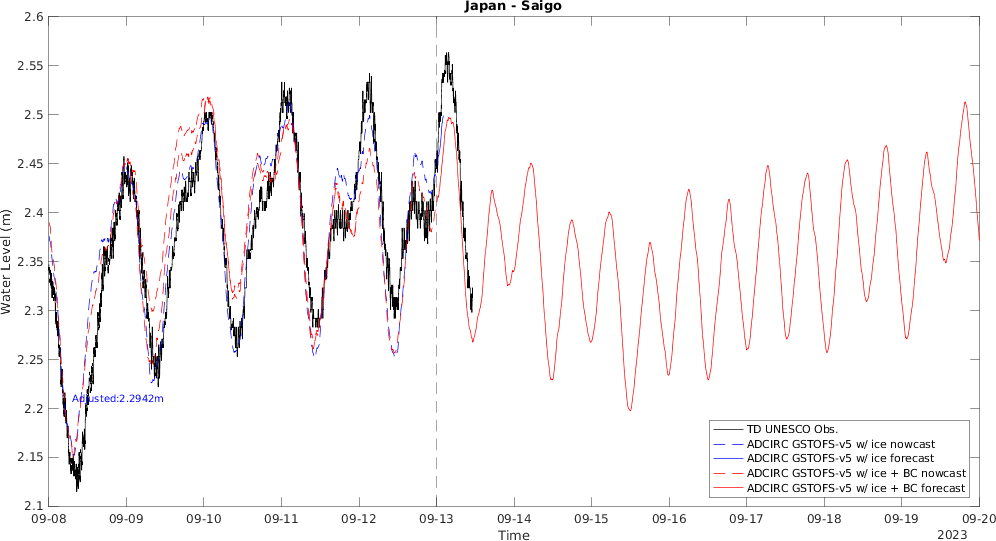 Japan - Saigo
2.6
2.55
2.5
2.45
2.4
2.35
2.3
2.25
2.2
2.15
2.1
Water Level (m)
Adjusted:2.2942m
TD UNESCO Obs.
ADCIRC GSTOFS-v5 w/ ice nowcast
ADCIRC GSTOFS-v5 w/ ice forecast
ADCIRC GSTOFS-v5 w/ ice + BC nowcast
ADCIRC GSTOFS-v5 w/ ice + BC forecast
09-08 09-09 09-10 09-11 09-12 09-13 09-14 09-15 09-16 09-17 09-18 09-19 09-20
Time
2023